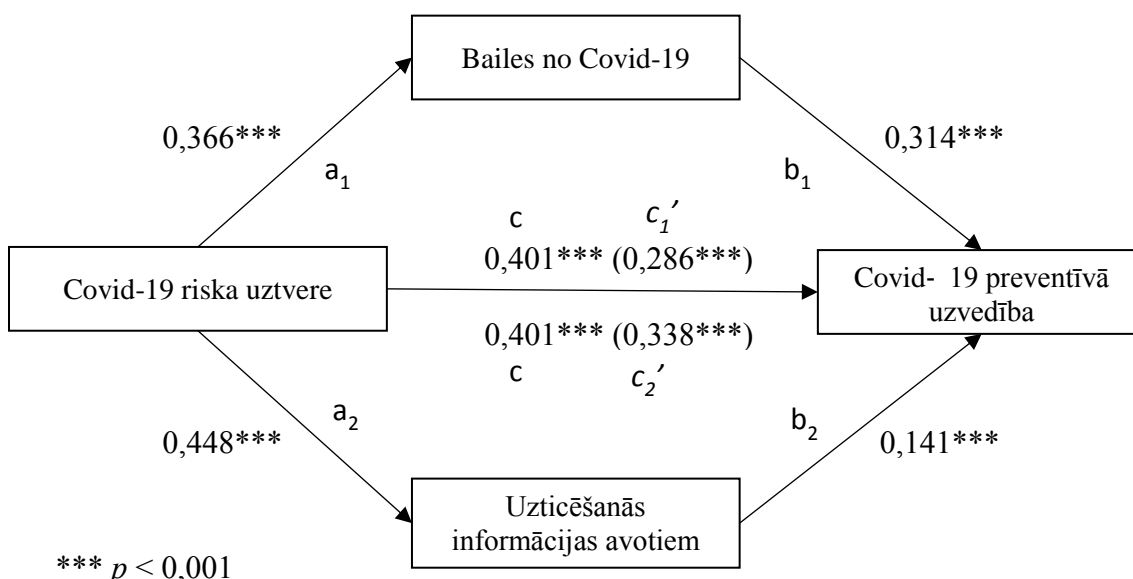 Bailes no Covid-19
0,366***
0,314***
a₁
b₁
c c₁’
0,401*** (0,286***)
Covid-19 riska uztvere
Covid- 19 preventīvā
uzvedība
0,401*** (0,338***)
c c₂’
a₂
b₂
0,448***
0,141***
Uzticēšanās
informācijas avotiem
*** p < 0,001